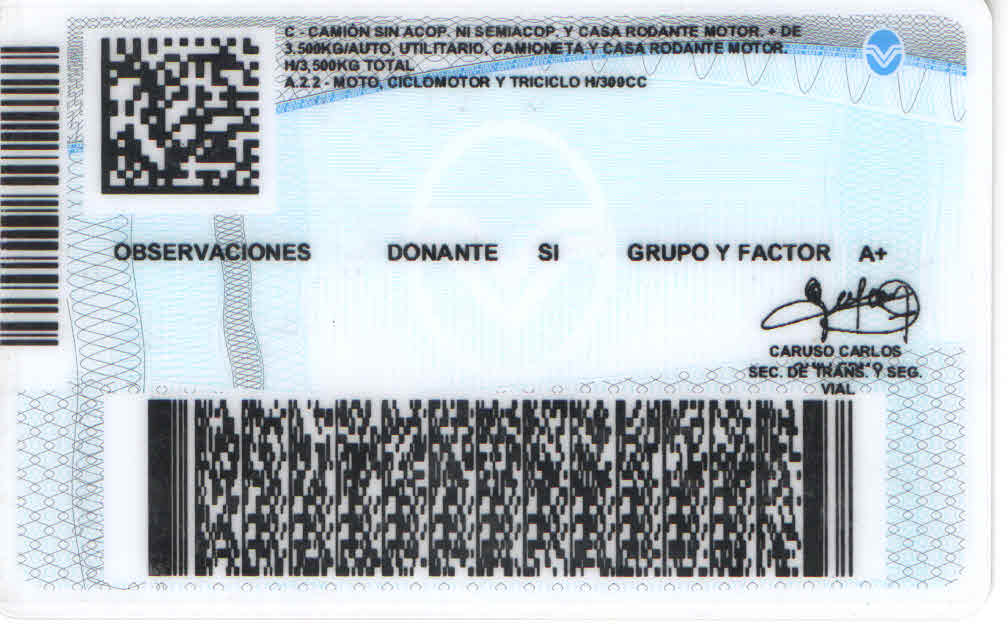 C - CAMIÓN SIN ACOP. NI SEMIACOP. Y CASA RODANTE MOTOR. + DE
3.500KG/AUTO, UTILITARIO, CAMIONETA Y CASA RODANTE MOTOR.
H/3,500KG TOTAL
A.2.2 - MOTO, CICLOMOTOR Y TRICICLO H/300CC
OBSERVACIONES DONANTE SI GRUPO Y FACTOR A+
CARUSO CARLOS
SEC. DE TRANS. Y SEG.
VIAL